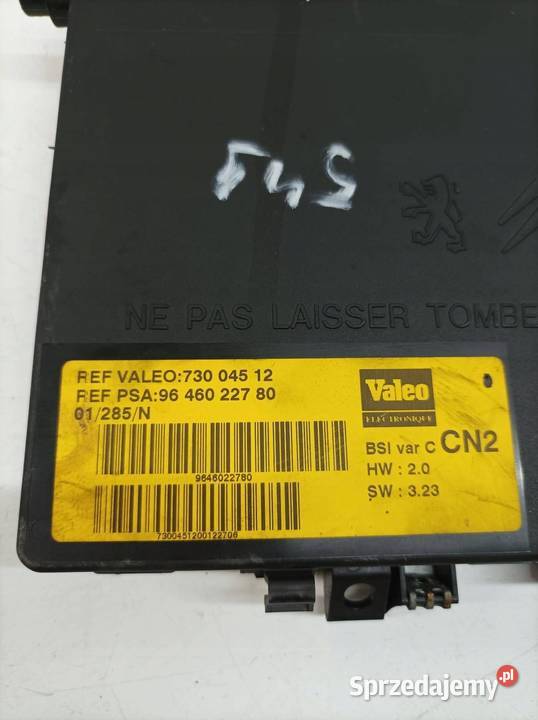 NE PAS LAISSER TOMBE
REF VALEO:730 045 12
REF PSA:96 460 227 80
01/285/N
9646022780
7300451200122706
Valeo
ELECTRONIQUE
BSI var C CN2
HW : 2.0
SW : 3.23
Sprzedajemy.pl